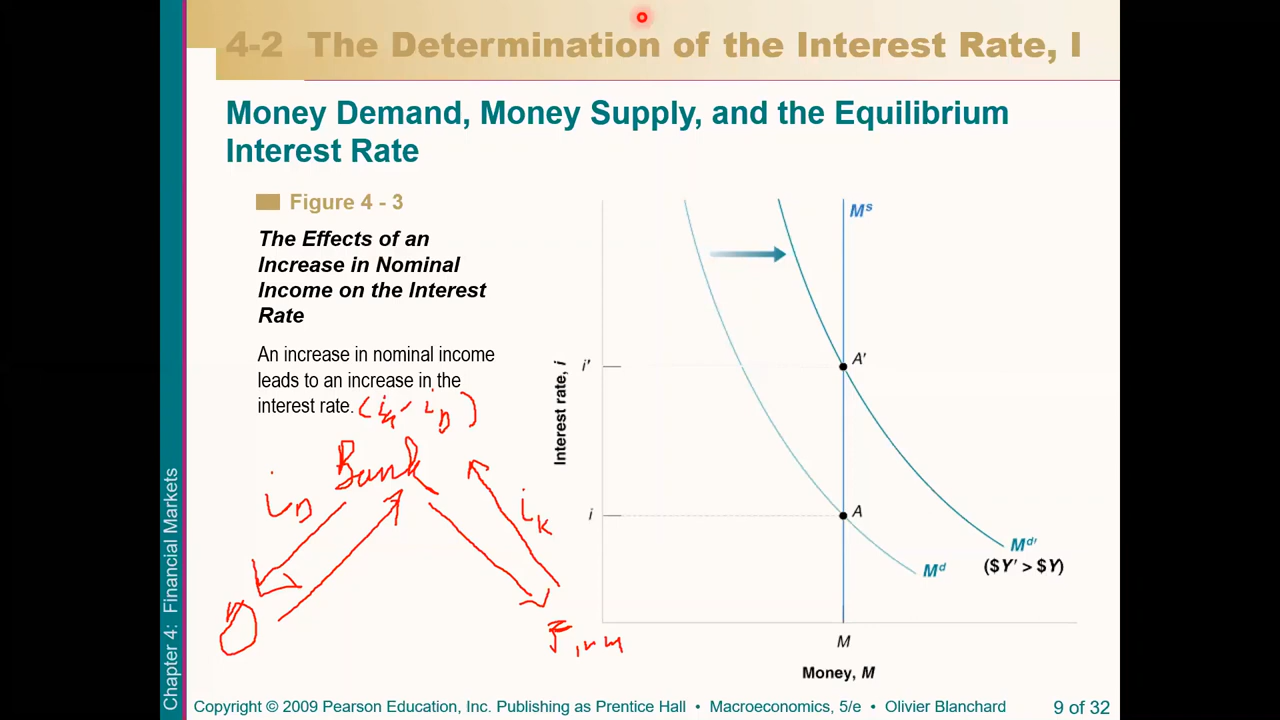 4-2 The Determination of the Interest Rate, I
Money Demand, Money Supply, and the Equilibrium
Interest Rate
Figure 4 - 3
The Effects of an
Increase in Nominal
Income on the Interest
Rate
An increase in nominal income
leads to an increase in the
interest rate.
Bank
i_D
i_K
Firm
Interest rate, i
i'
i
Mˢ
A'
A
Mᵈ'
($Y' > $Y)
Mᵈ
M
Money, M
Chapter 4: Financial Markets
Copyright © 2009 Pearson Education, Inc. Publishing as Prentice Hall • Macroeconomics, 5/e • Olivier Blanchard
9 of 32